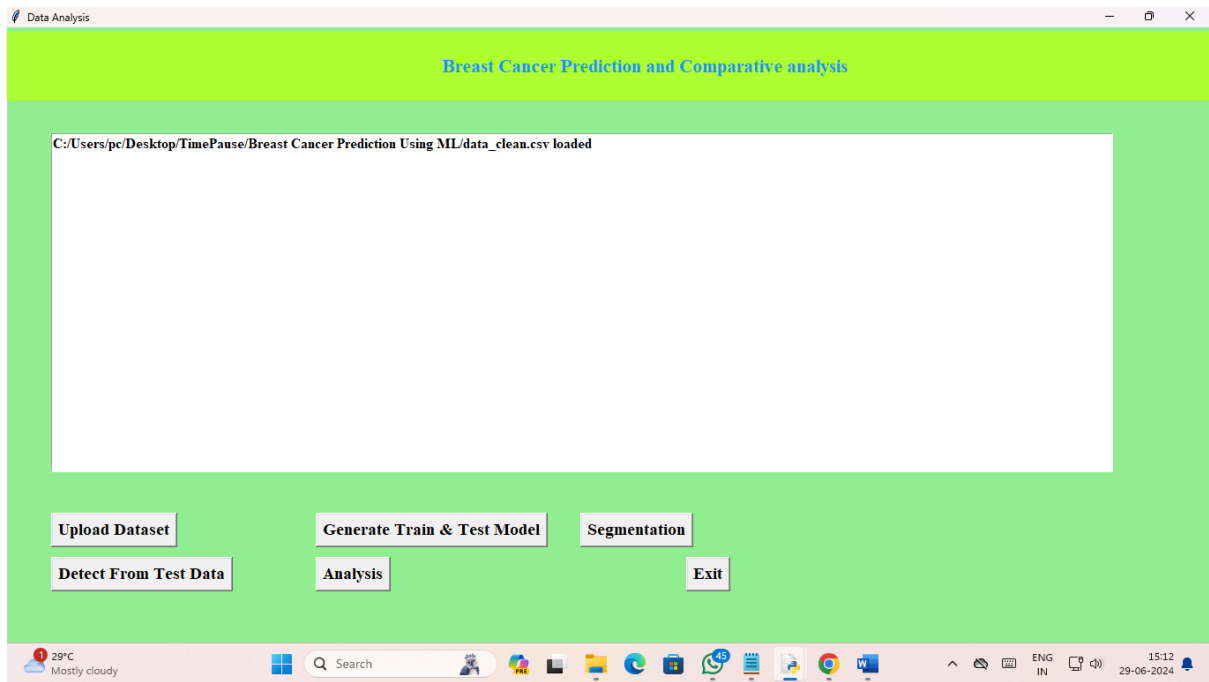 Data Analysis
Breast Cancer Prediction and Comparative analysis
C:/Users/pc/Desktop/TimePause/Breast Cancer Prediction Using ML/data_clean.csv loaded
Upload Dataset
Generate Train & Test Model
Segmentation
Detect From Test Data
Analysis
Exit
1
29°C
Mostly cloudy
Search
PRE
45
W
ENG
IN
15:12
29-06-2024